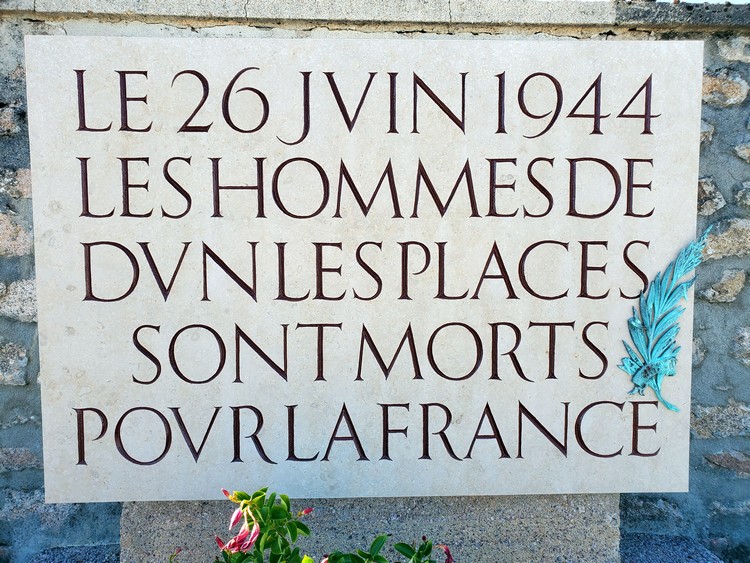 LE 26 JVIN 1944
LES HOMMES DE
DVN LES PLACES
SONT MORTS
POVR LA FRANCE